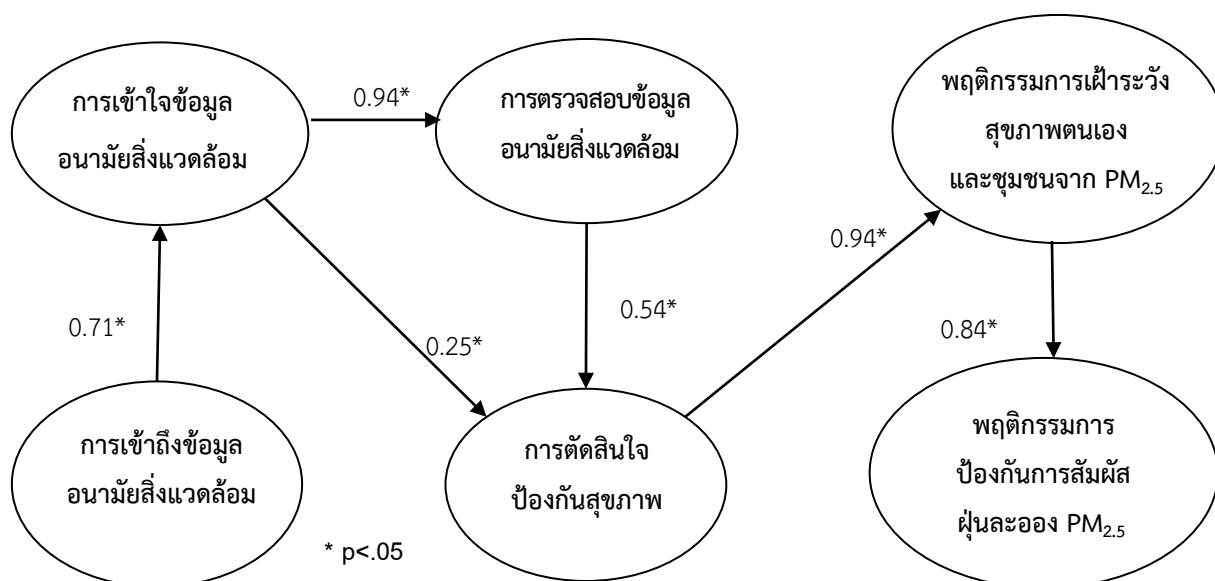 การเข้าใจข้อมูล
อนามัยสิ่งแวดล้อม
0.94*
การตรวจสอบข้อมูล
อนามัยสิ่งแวดล้อม
พฤติกรรมการเฝ้าระวัง
สุขภาพตนเอง
และชุมชนจาก PM2.5
0.71*
0.25*
0.54*
0.94*
0.84*
การเข้าถึงข้อมูล
อนามัยสิ่งแวดล้อม
การตัดสินใจ
ป้องกันสุขภาพ
พฤติกรรมการ
ป้องกันการสัมผัส
ฝุ่นละออง PM2.5
* p<.05